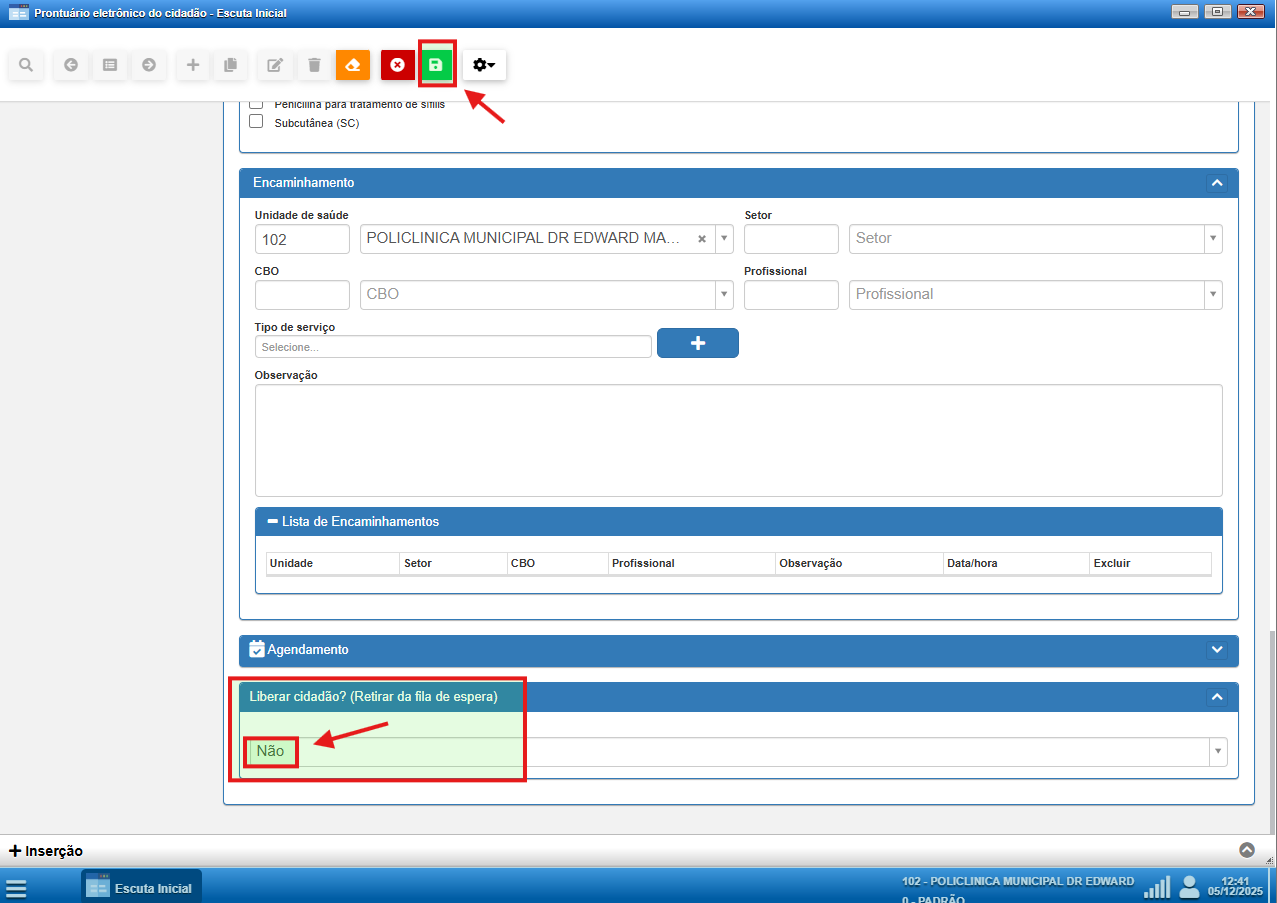 Prontuário eletrônico do cidadão - Escuta Inicial
Penicilina para tratamento de sífilis
Subcutânea (SC)
Encaminhamento
Unidade de saúde
Setor
102
POLICLINICA MUNICIPAL DR EDWARD MA...
Setor
CBO
Profissional
CBO
Profissional
Tipo de serviço
Selecione...
Observação
Lista de Encaminhamentos
Unidade Setor CBO Profissional Observação Data/hora Excluir
Agendamento
Liberar cidadão? (Retirar da fila de espera)
Não
Inserção
Escuta Inicial
102 - POLICLINICA MUNICIPAL DR EDWARD
0 - PADRÃO
12:41
05/12/2025